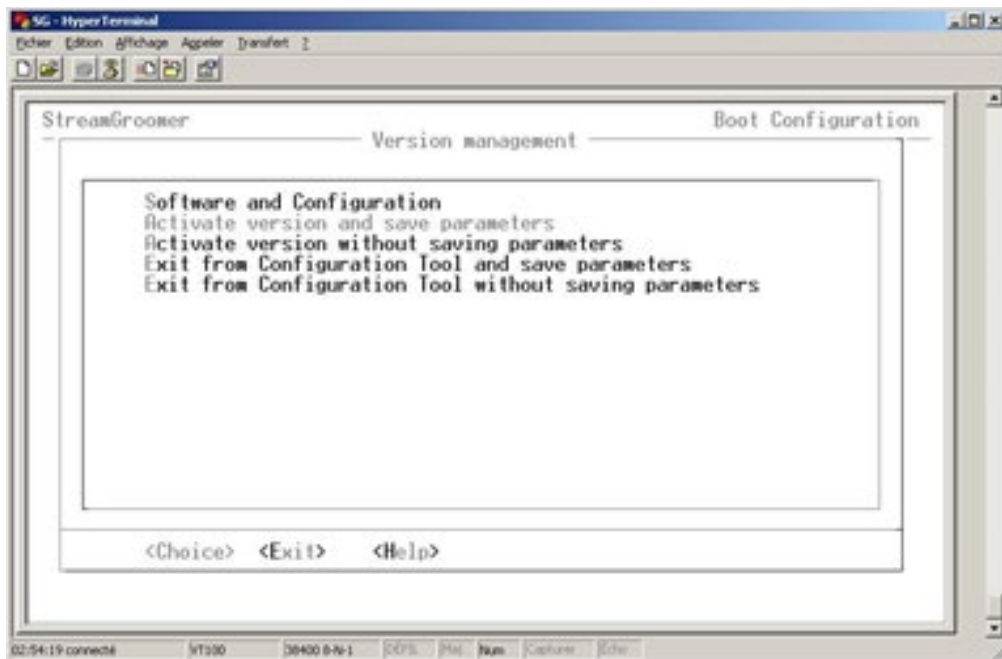 SG - HyperTerminal
Fichier Edition Affichage Appeler Transfert ?
StreamGroomer Boot Configuration
Version management
Software and Configuration
Activate version and save parameters
Activate version without saving parameters
Exit from Configuration Tool and save parameters
Exit from Configuration Tool without saving parameters
<Choice> <Exit> <Help>
02:54:19 connecté VT100 38400 8-N-1 DÉFIL Maj Num Capturer Écho